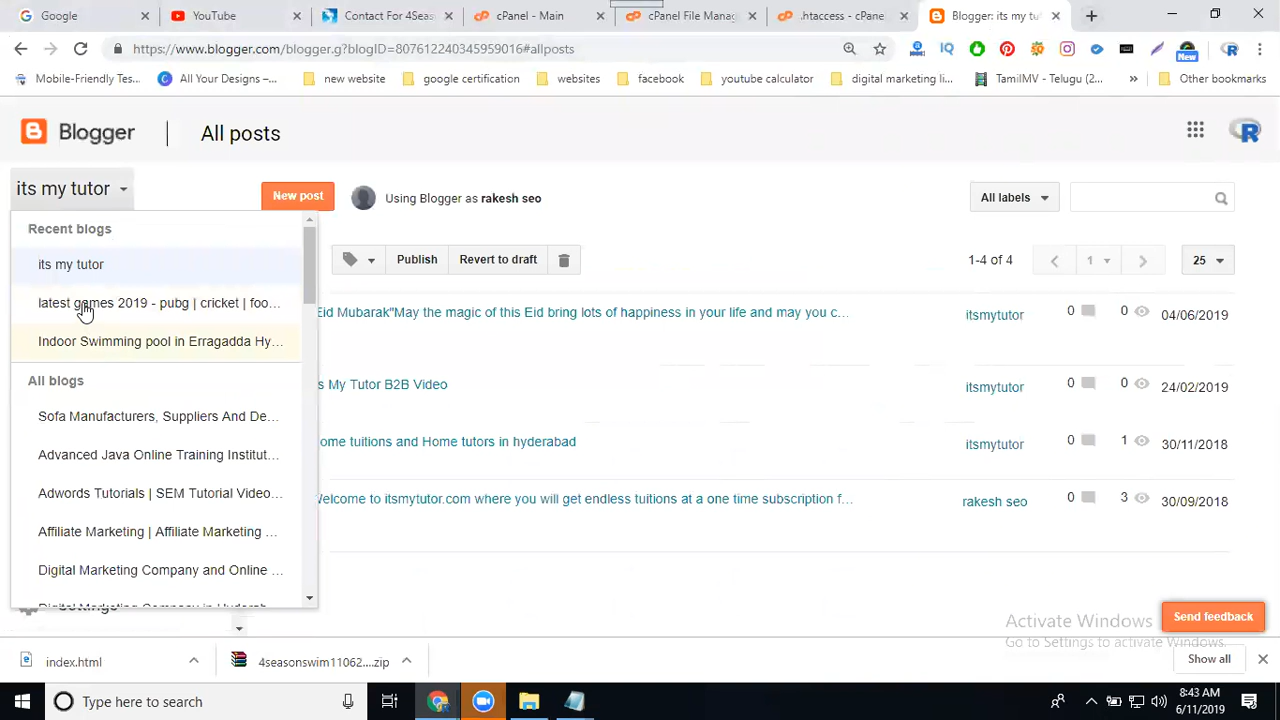 Google
YouTube
Contact For 4Seas
cPanel - Main
cPanel File Manag
.htaccess - cPane
Blogger: its my tu
https://www.blogger.com/blogger.g?blogID=807612240345959016#allposts
New
Mobile-Friendly Tes...
All Your Designs –...
new website
google certification
websites
facebook
youtube calculator
digital marketing li...
TamilMV - Telugu (2...
Other bookmarks
Blogger
All posts
its my tutor
New post
Using Blogger as rakesh seo
All labels
Recent blogs
its my tutor
latest games 2019 - pubg | cricket | foo...
Indoor Swimming pool in Erragadda Hy...
All blogs
Sofa Manufacturers, Suppliers And De...
Advanced Java Online Training Institut...
Adwords Tutorials | SEM Tutorial Video...
Affiliate Marketing | Affiliate Marketing ...
Digital Marketing Company and Online ...
Publish
Revert to draft
1-4 of 4
1
25
Eid Mubarak"May the magic of this Eid bring lots of happiness in your life and may you c...
itsmytutor
0
0
04/06/2019
s My Tutor B2B Video
itsmytutor
0
0
24/02/2019
ome tuitions and Home tutors in hyderabad
itsmytutor
0
1
30/11/2018
Welcome to itsmytutor.com where you will get endless tuitions at a one time subscription f...
rakesh seo
0
3
30/09/2018
Send feedback
Activate Windows
Go to Settings to activate Windows.
index.html
4seasonswim11062....zip
Show all
Type here to search
8:43 AM
6/11/2019